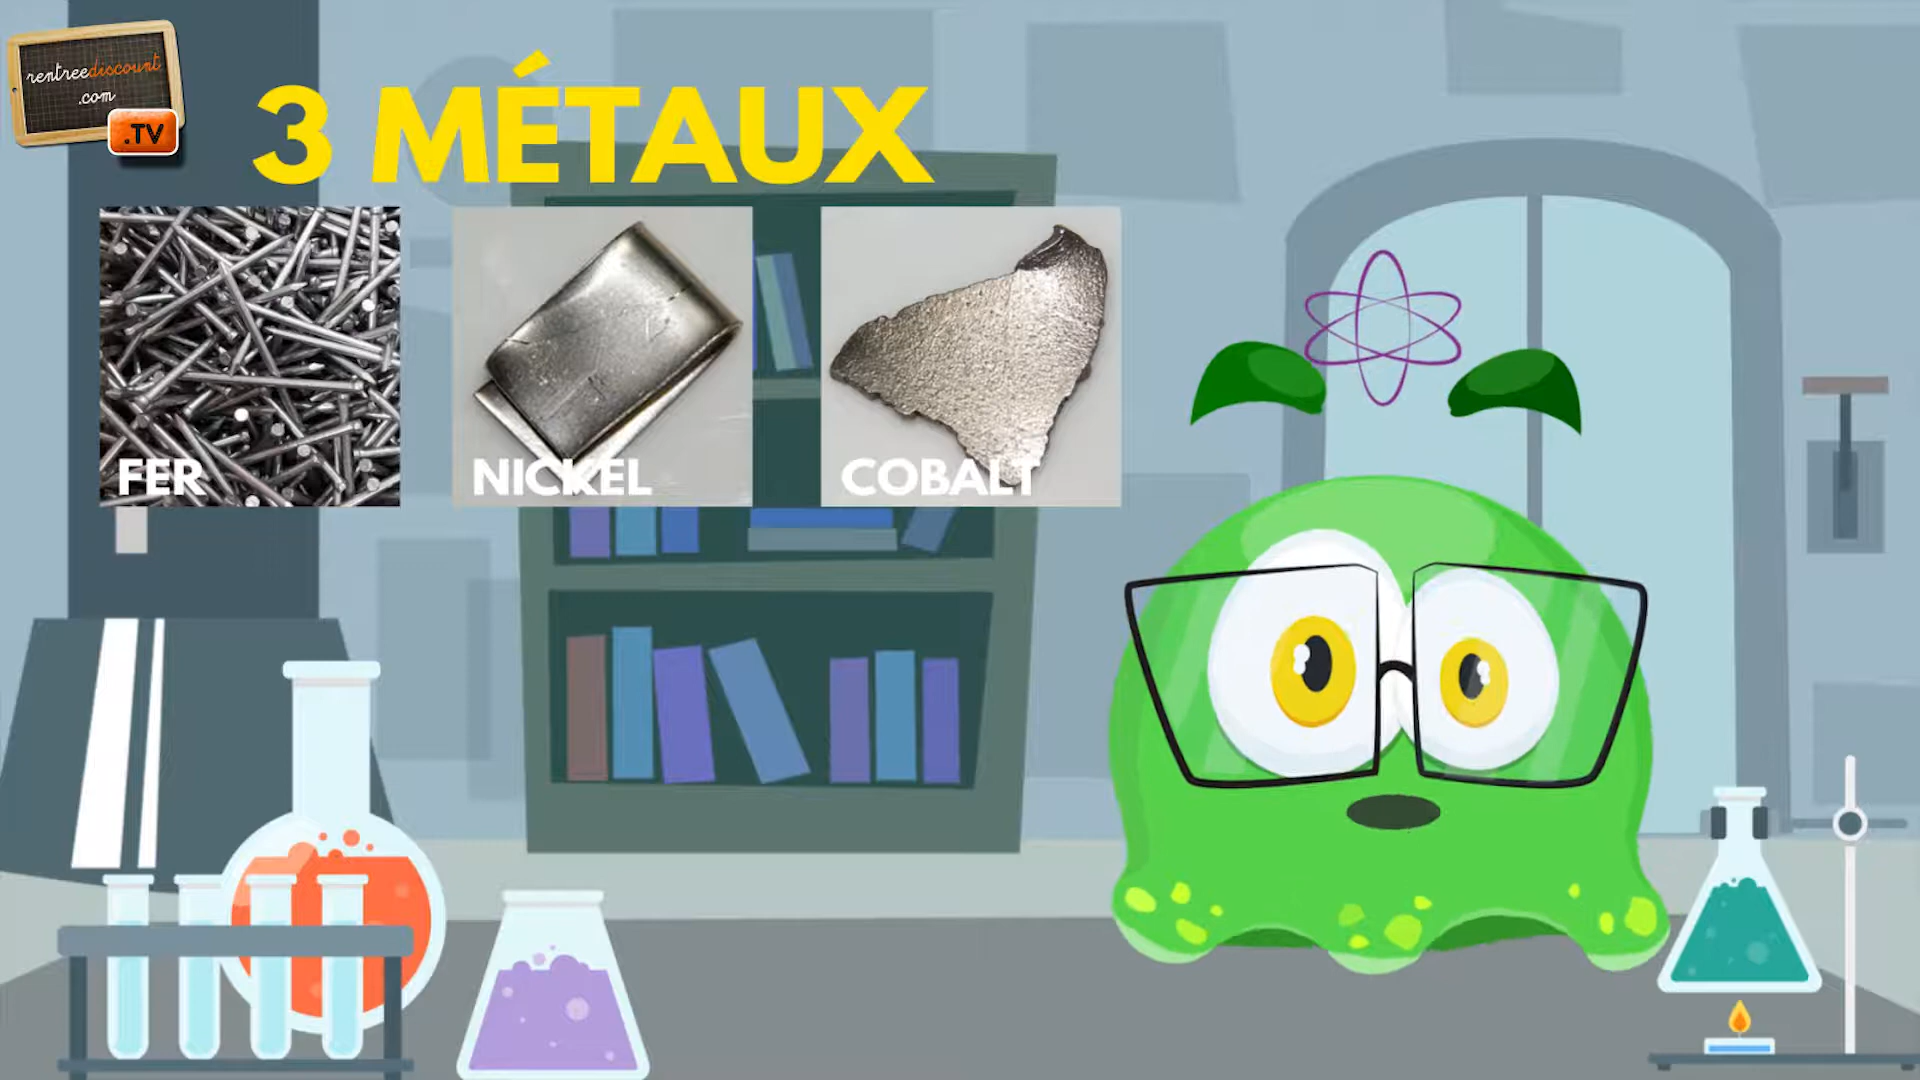 rentreediscount
.com
.TV
3 MÉTAUX
FER
NICKEL
COBALT